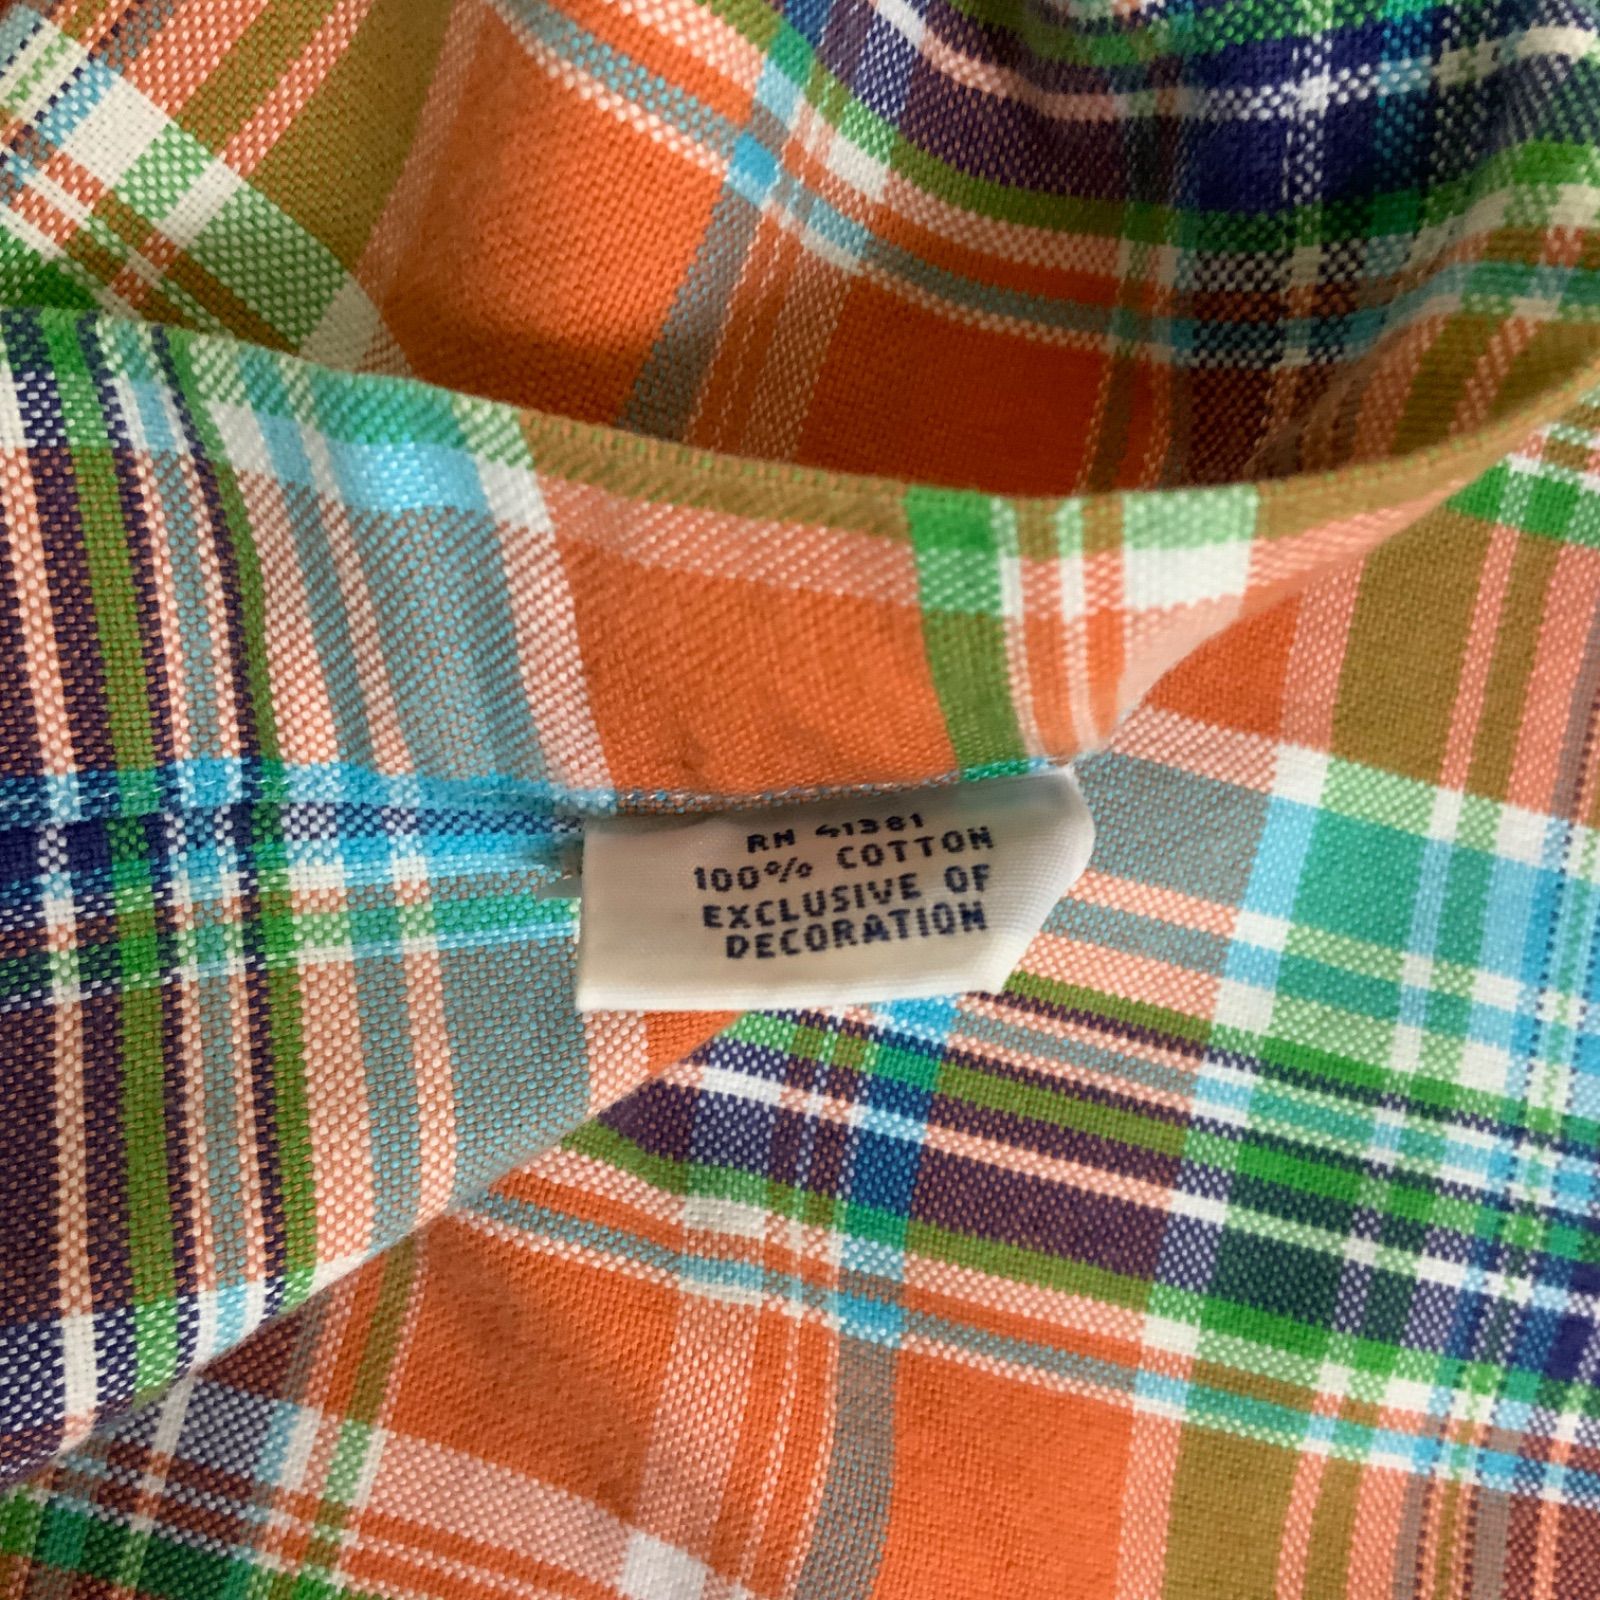 RN 41381
100% COTTON
EXCLUSIVE OF
DECORATION